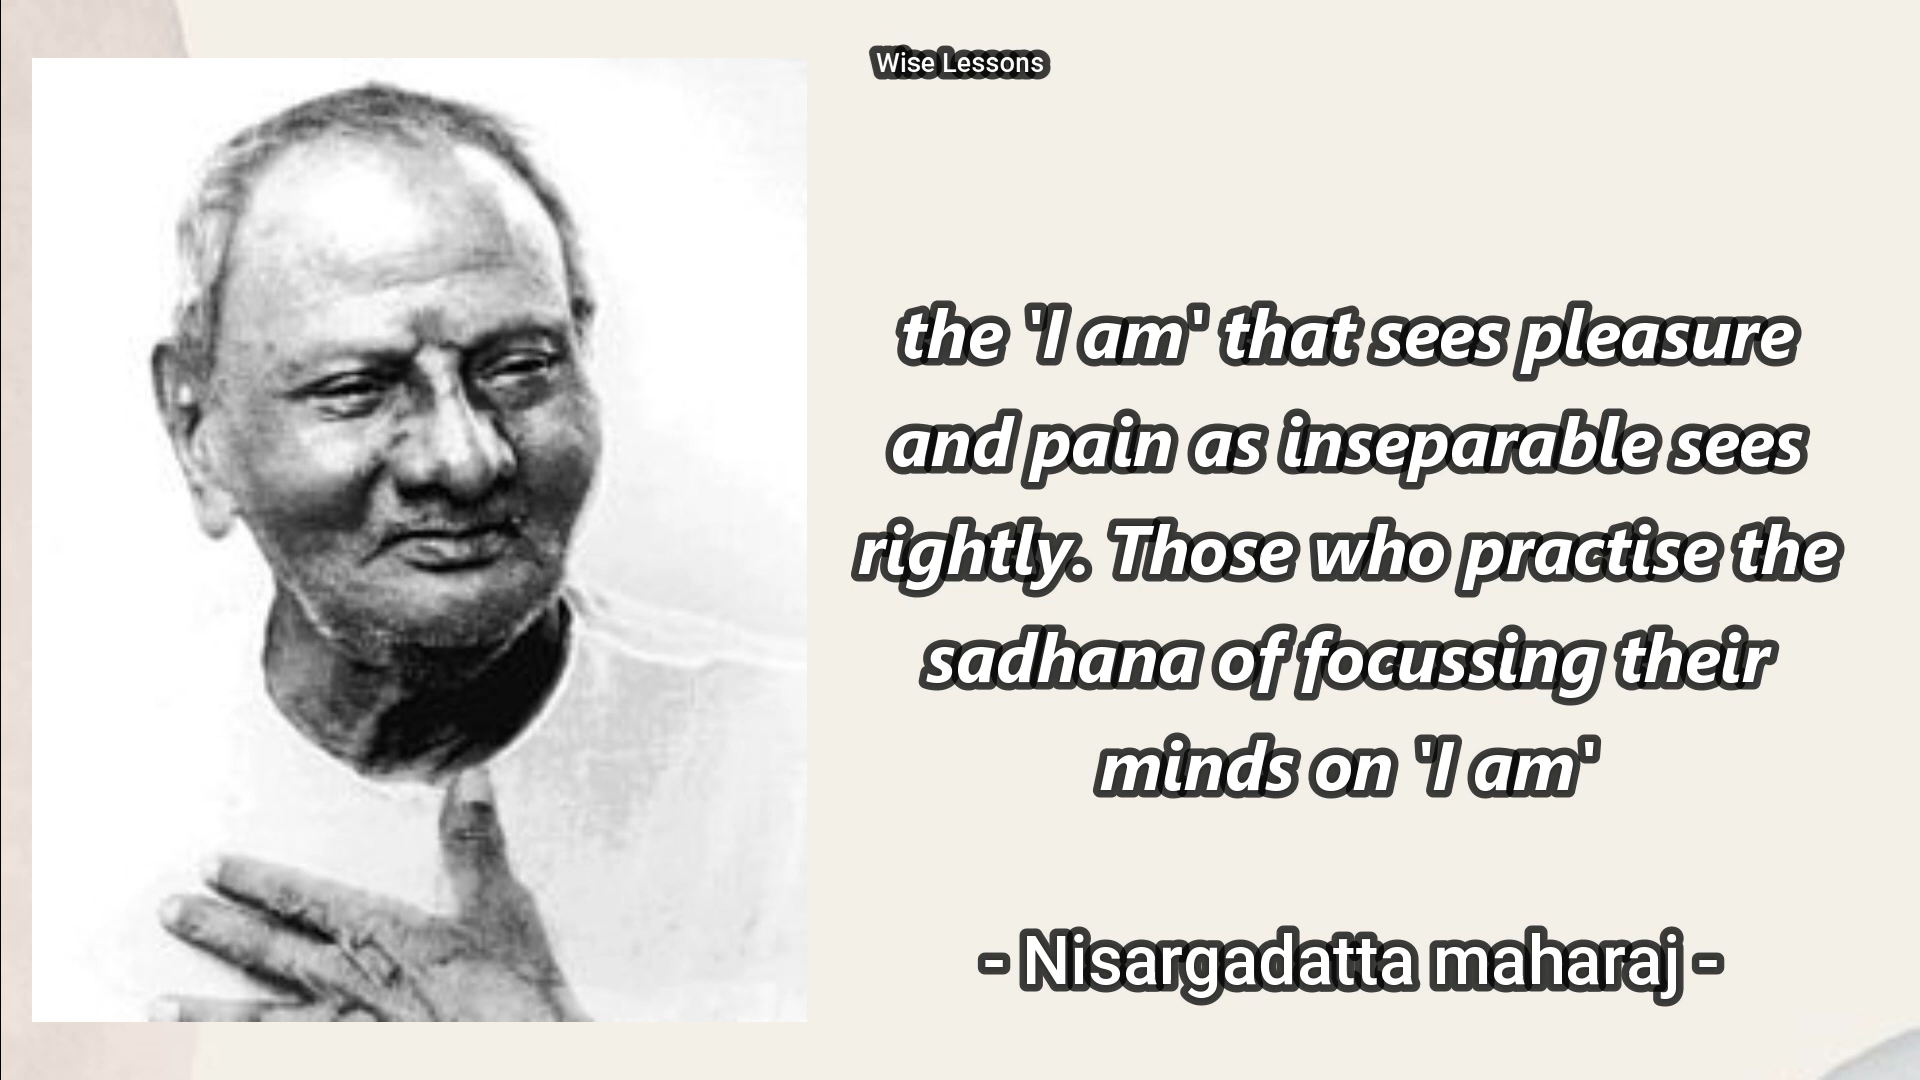 Wise Lessons
the 'I am' that sees pleasure
and pain as inseparable sees
rightly. Those who practise the
sadhana of focussing their
minds on 'I am'
- Nisargadatta maharaj -